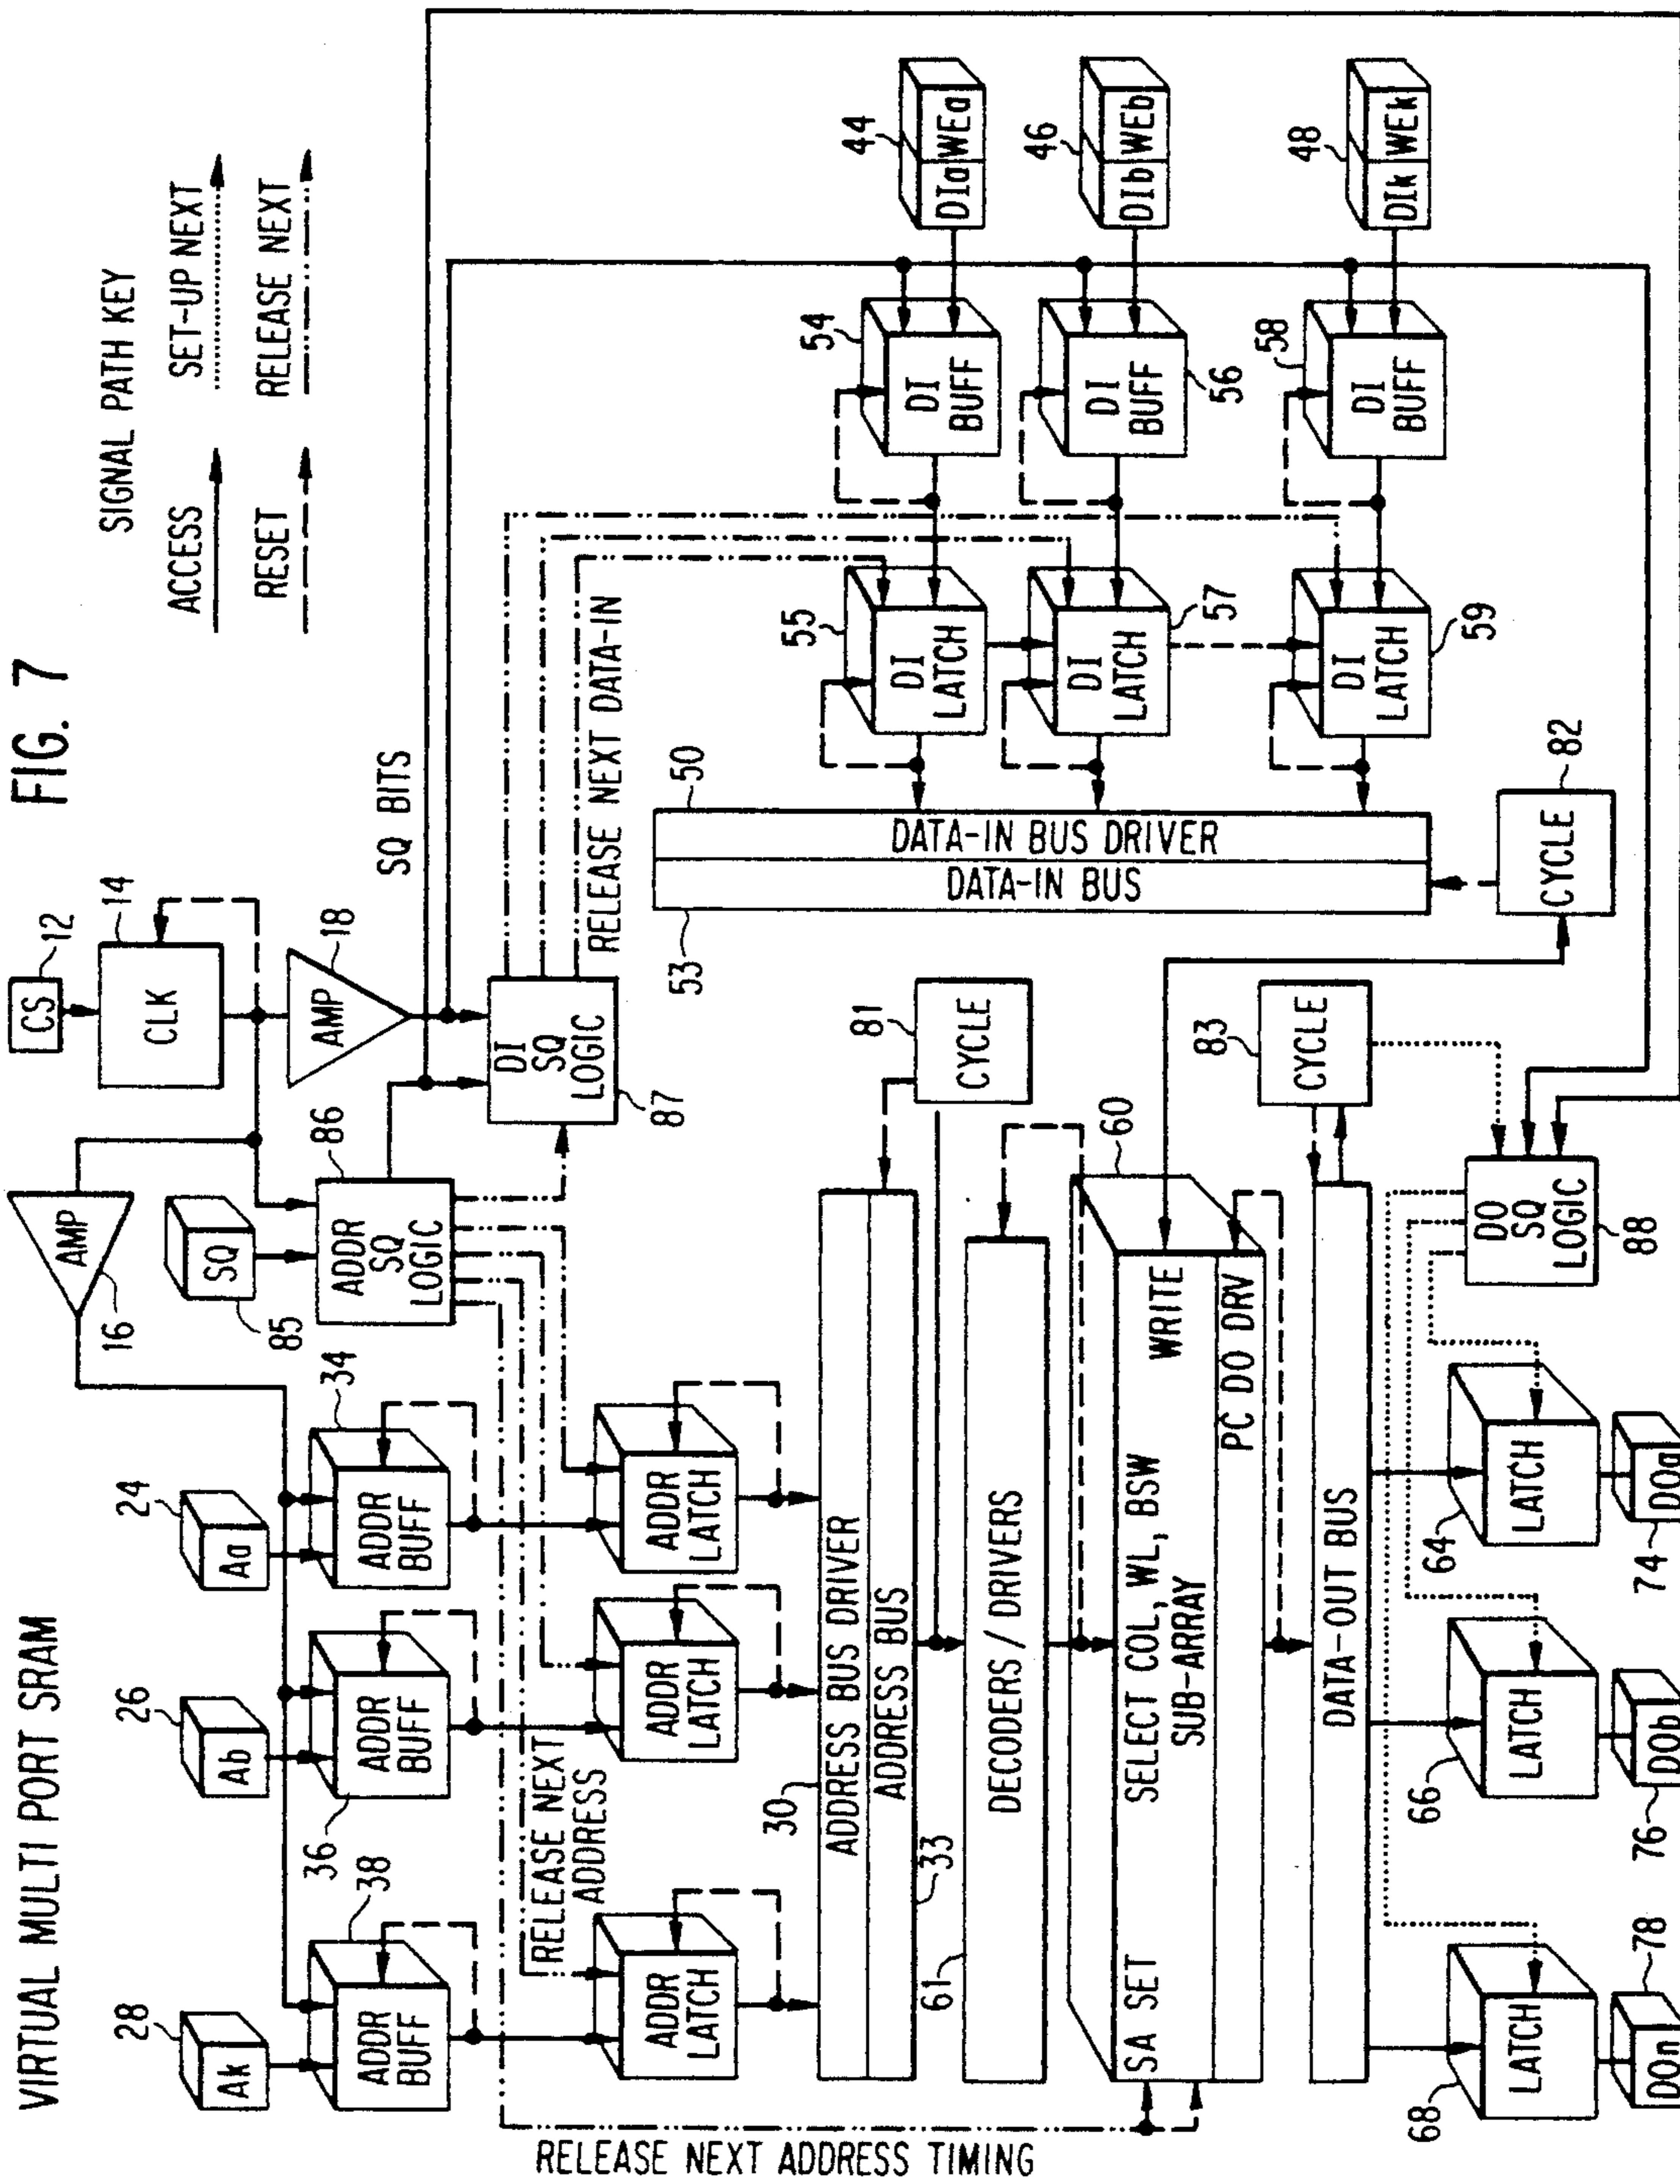 FIG. 7
VIRTUAL MULTI PORT SRAM
SIGNAL PATH KEY
ACCESS
SET-UP NEXT
RESET
RELEASE NEXT
CS
12
CLK
14
AMP
16
AMP
18
SQ
85
ADDR
SQ
LOGIC
86
SQ BITS
DI
SQ
LOGIC
87
RELEASE NEXT DATA-IN
28
Ak
26
Ab
24
Aa
38
ADDR
BUFF
36
ADDR
BUFF
34
ADDR
BUFF
RELEASE NEXT
ADDRESS
ADDR
LATCH
ADDR
LATCH
ADDR
LATCH
30
ADDRESS BUS DRIVER
ADDRESS BUS
33
81
CYCLE
61
DECODERS / DRIVERS
60
SA SET
SELECT COL, WL, BSW
SUB-ARRAY
WRITE
PC DO DRV
RELEASE NEXT ADDRESS TIMING
DATA-OUT BUS
83
CYCLE
DO
SQ
LOGIC
88
68
LATCH
66
LATCH
64
LATCH
78
DOn
76
DOb
74
DOa
44
DIa
WEa
46
DIb
WEb
48
DIk
WEk
54
DI
BUFF
56
DI
BUFF
58
DI
BUFF
55
DI
LATCH
57
DI
LATCH
59
DI
LATCH
50
DATA-IN BUS DRIVER
DATA-IN BUS
53
82
CYCLE